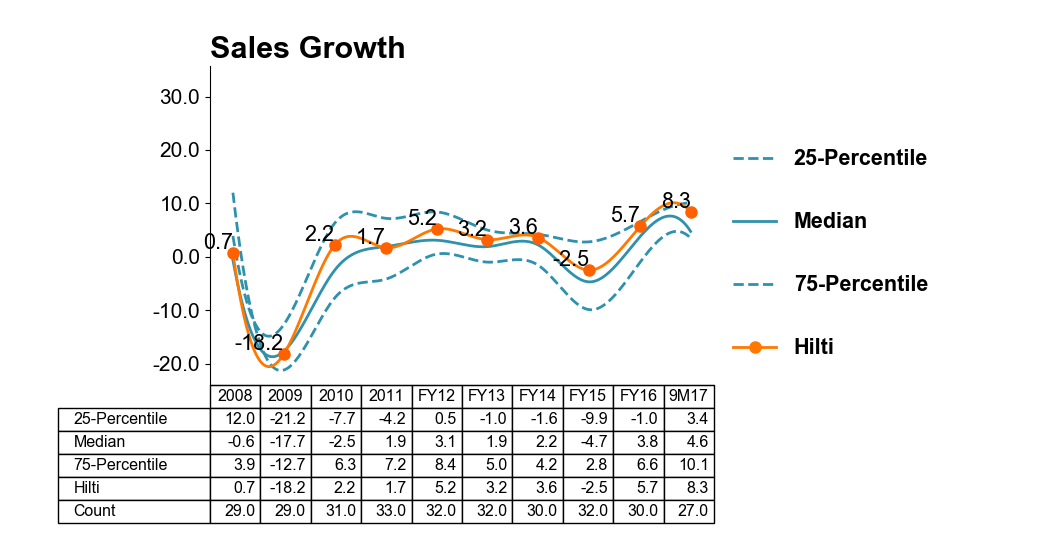 Sales Growth
30.0
20.0
10.0
0.0
-10.0
-20.0
0.7
-18.2
2.2
1.7
5.2
3.2
3.6
-2.5
5.7
8.3
25-Percentile
Median
75-Percentile
Hilti
2008 2009 2010 2011 FY12 FY13 FY14 FY15 FY16 9M17
25-Percentile 12.0 -21.2 -7.7 -4.2 0.5 -1.0 -1.6 -9.9 -1.0 3.4
Median -0.6 -17.7 -2.5 1.9 3.1 1.9 2.2 -4.7 3.8 4.6
75-Percentile 3.9 -12.7 6.3 7.2 8.4 5.0 4.2 2.8 6.6 10.1
Hilti 0.7 -18.2 2.2 1.7 5.2 3.2 3.6 -2.5 5.7 8.3
Count 29.0 29.0 31.0 33.0 32.0 32.0 30.0 32.0 30.0 27.0